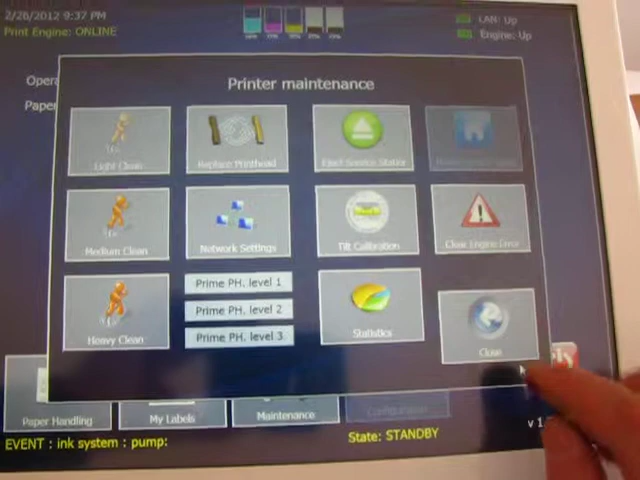 2/26/2012 9:37 PM
Print Engine: ONLINE
LAN: Up
Engine: Up
Opera
Paper
Printer maintenance
Light Clean
Replace Printhead
Eject Service Station
Medium Clean
Network Settings
Tilt Calibration
Clear Engine Error
Heavy Clean
Prime PH, level 1
Prime PH, level 2
Prime PH, level 3
Statistics
Close
Paper Handling
My Labels
Maintenance
EVENT : ink system : pump:
State: STANDBY
v 1